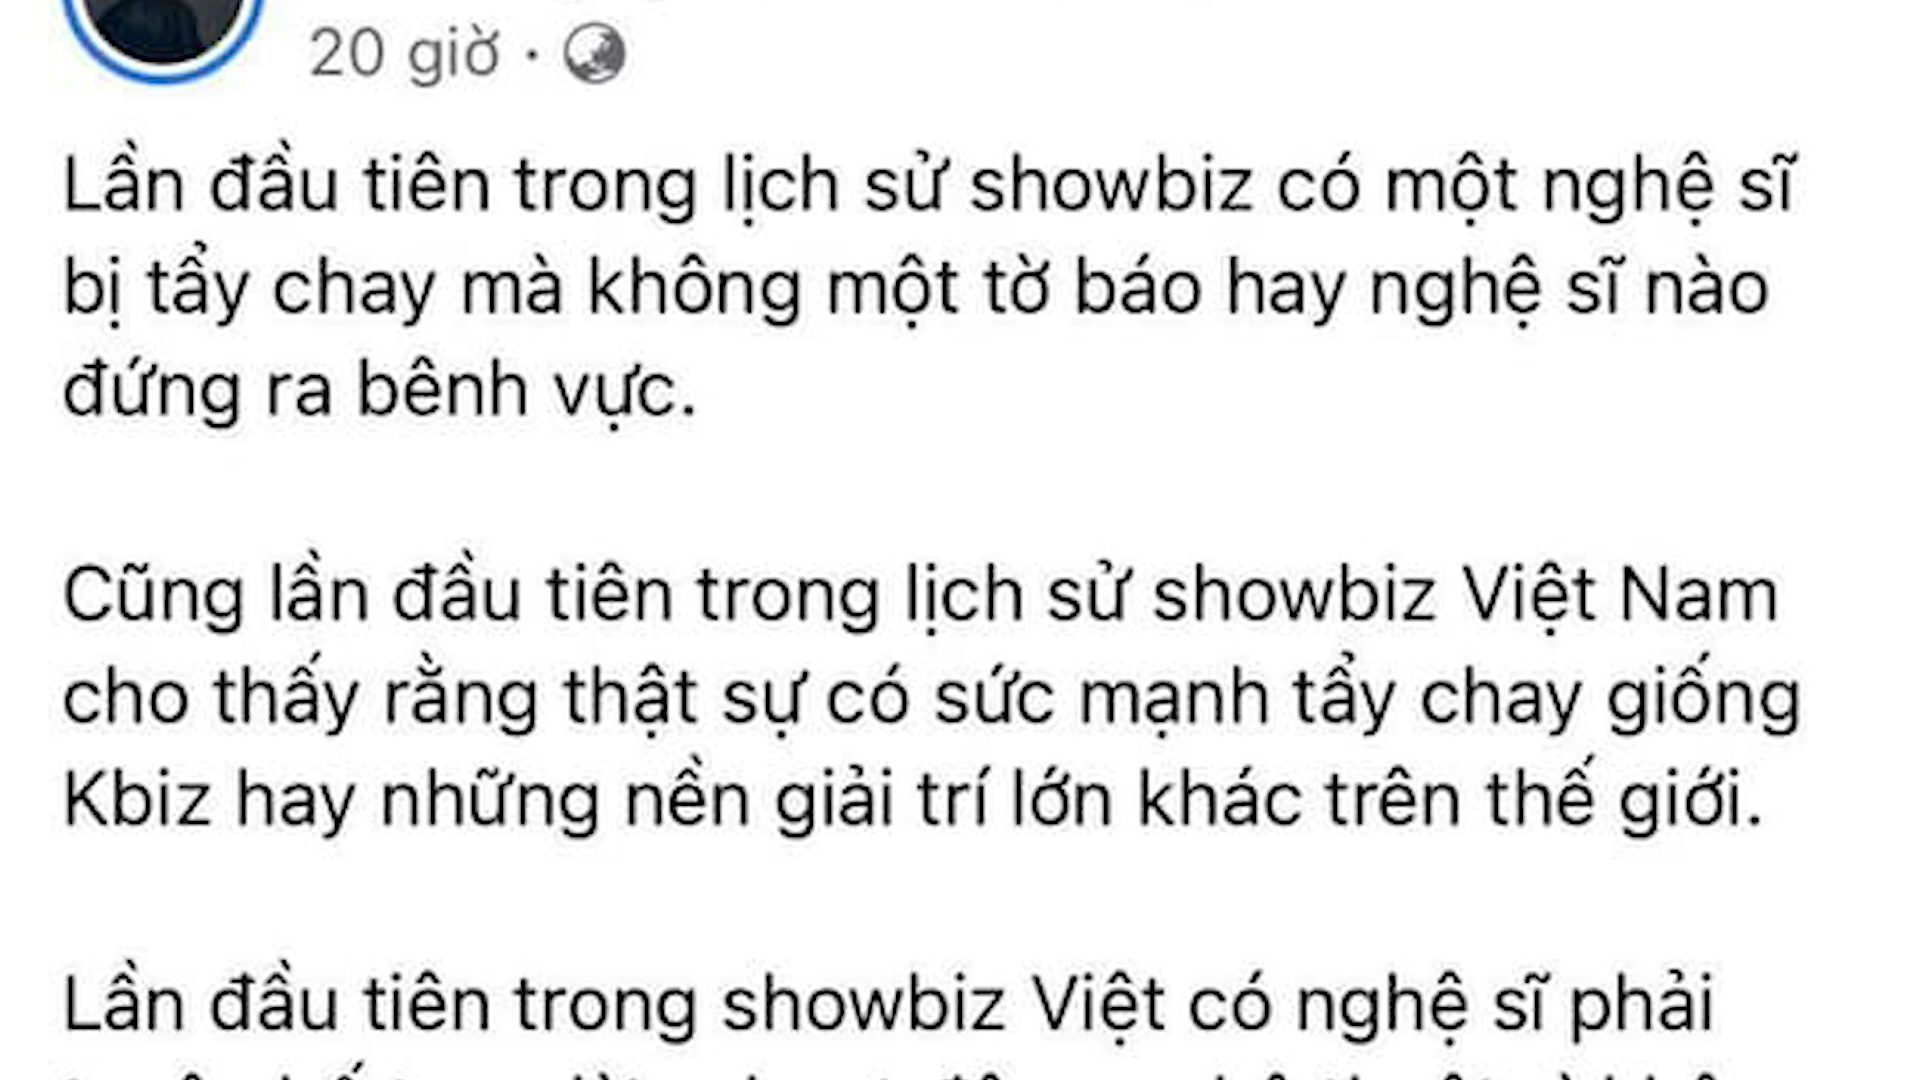 20 giờ ·
Lần đầu tiên trong lịch sử showbiz có một nghệ sĩ
bị tẩy chay mà không một tờ báo hay nghệ sĩ nào
đứng ra bênh vực.
Cũng lần đầu tiên trong lịch sử showbiz Việt Nam
cho thấy rằng thật sự có sức mạnh tẩy chay giống
Kbiz hay những nền giải trí lớn khác trên thế giới.
Lần đầu tiên trong showbiz Việt có nghệ sĩ phải